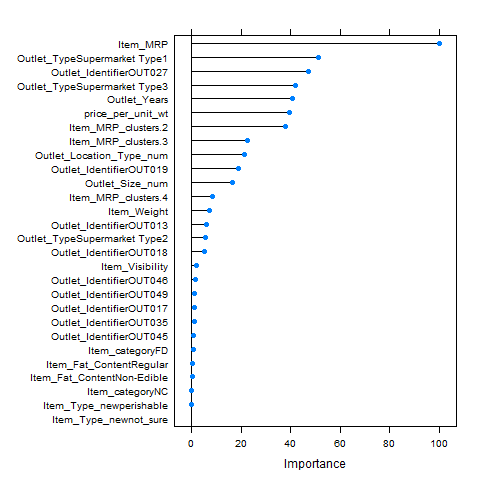 Item_MRP
Outlet_TypeSupermarket Type1
Outlet_IdentifierOUT027
Outlet_TypeSupermarket Type3
Outlet_Years
price_per_unit_wt
Item_MRP_clusters.2
Item_MRP_clusters.3
Outlet_Location_Type_num
Outlet_IdentifierOUT019
Outlet_Size_num
Item_MRP_clusters.4
Item_Weight
Outlet_IdentifierOUT013
Outlet_TypeSupermarket Type2
Outlet_IdentifierOUT018
Item_Visibility
Outlet_IdentifierOUT046
Outlet_IdentifierOUT049
Outlet_IdentifierOUT017
Outlet_IdentifierOUT035
Outlet_IdentifierOUT045
Item_categoryFD
Item_Fat_ContentRegular
Item_Fat_ContentNon-Edible
Item_categoryNC
Item_Type_newperishable
Item_Type_newnot_sure
0 20 40 60 80 100
Importance